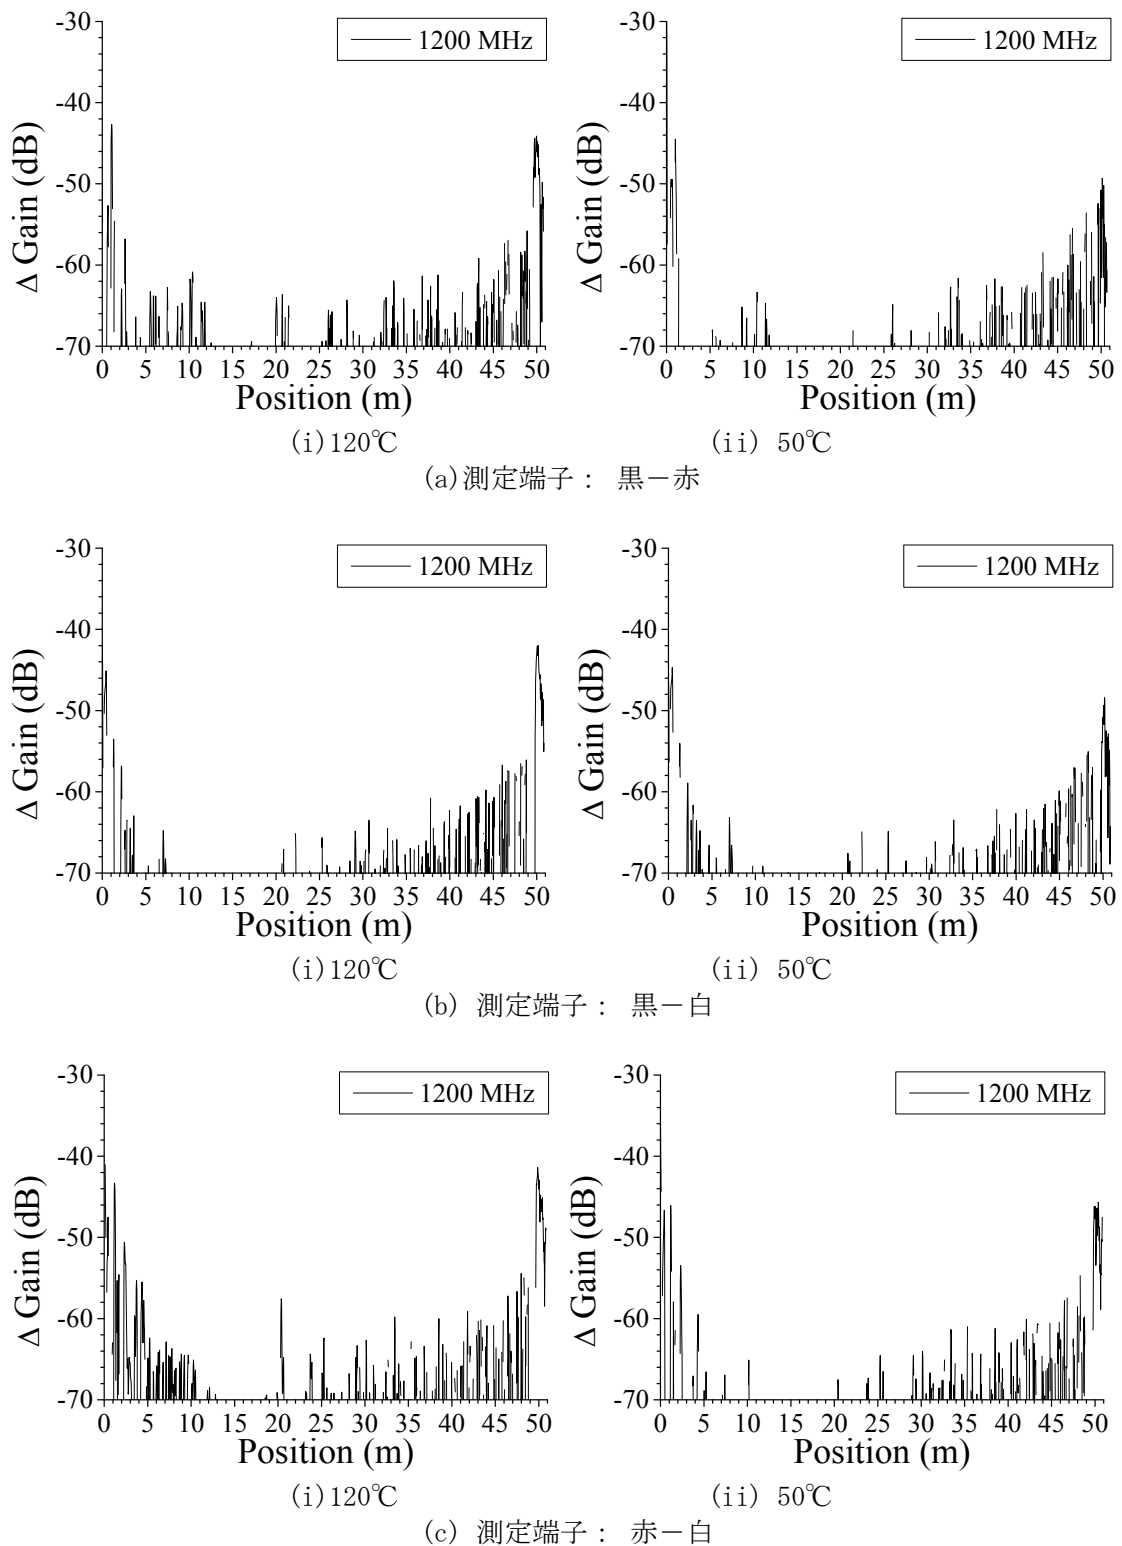 1200 MHz
1200 MHz
-30
-40
-50
-60
-70
Δ Gain (dB)
0 5 10 15 20 25 30 35 40 45 50
Position (m)
-30
-40
-50
-60
-70
Δ Gain (dB)
0 5 10 15 20 25 30 35 40 45 50
Position (m)
(i)120℃
(ii) 50℃
(a)測定端子: 黒－赤
1200 MHz
1200 MHz
-30
-40
-50
-60
-70
Δ Gain (dB)
0 5 10 15 20 25 30 35 40 45 50
Position (m)
-30
-40
-50
-60
-70
Δ Gain (dB)
0 5 10 15 20 25 30 35 40 45 50
Position (m)
(i)120℃
(ii) 50℃
(b) 測定端子: 黒－白
1200 MHz
1200 MHz
-30
-40
-50
-60
-70
Δ Gain (dB)
0 5 10 15 20 25 30 35 40 45 50
Position (m)
-30
-40
-50
-60
-70
Δ Gain (dB)
0 5 10 15 20 25 30 35 40 45 50
Position (m)
(i)120℃
(ii) 50℃
(c) 測定端子: 赤－白